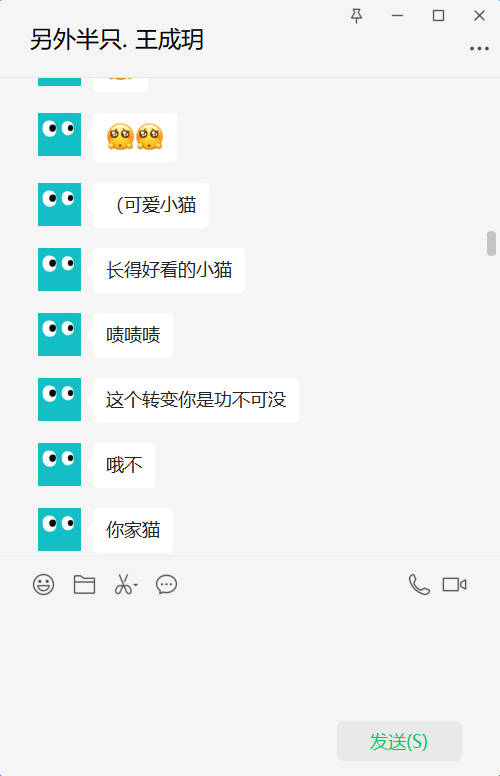 另外半只. 王成玥
🥺🥺
（可爱小猫
长得好看的小猫
啧啧啧
这个转变你是功不可没
哦不
你家猫
发送(S)